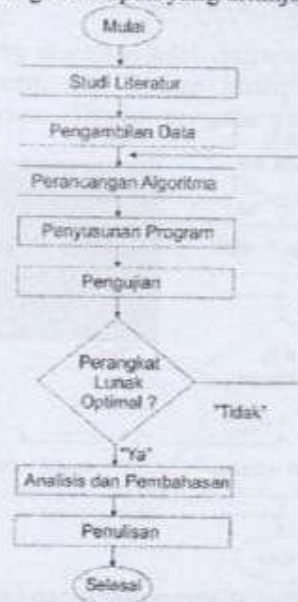 Mulai
Studi Literatur
Pengambilan Data
Perancangan Algoritma
Penyusunan Program
Pengujian
Perangkat
Lunak
Optimal ?
"Tidak"
"Ya"
Analisis dan Pembahasan
Penulisan
Selesai